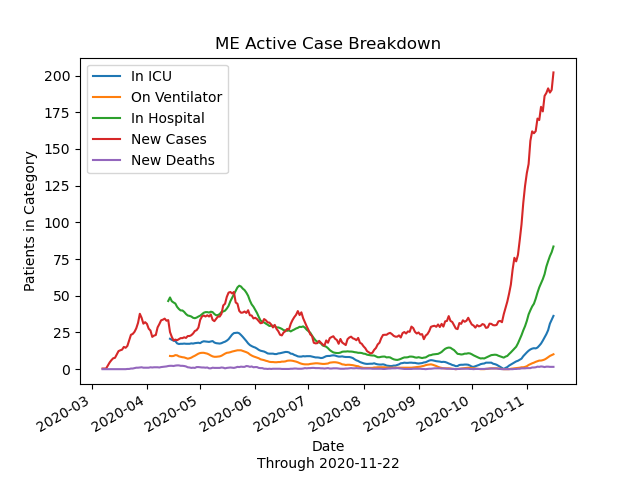 ME Active Case Breakdown
In ICU
On Ventilator
In Hospital
New Cases
New Deaths
Patients in Category
200
175
150
125
100
75
50
25
0
2020-03
2020-04
2020-05
2020-06
2020-07
2020-08
2020-09
2020-10
2020-11
Date
Through 2020-11-22